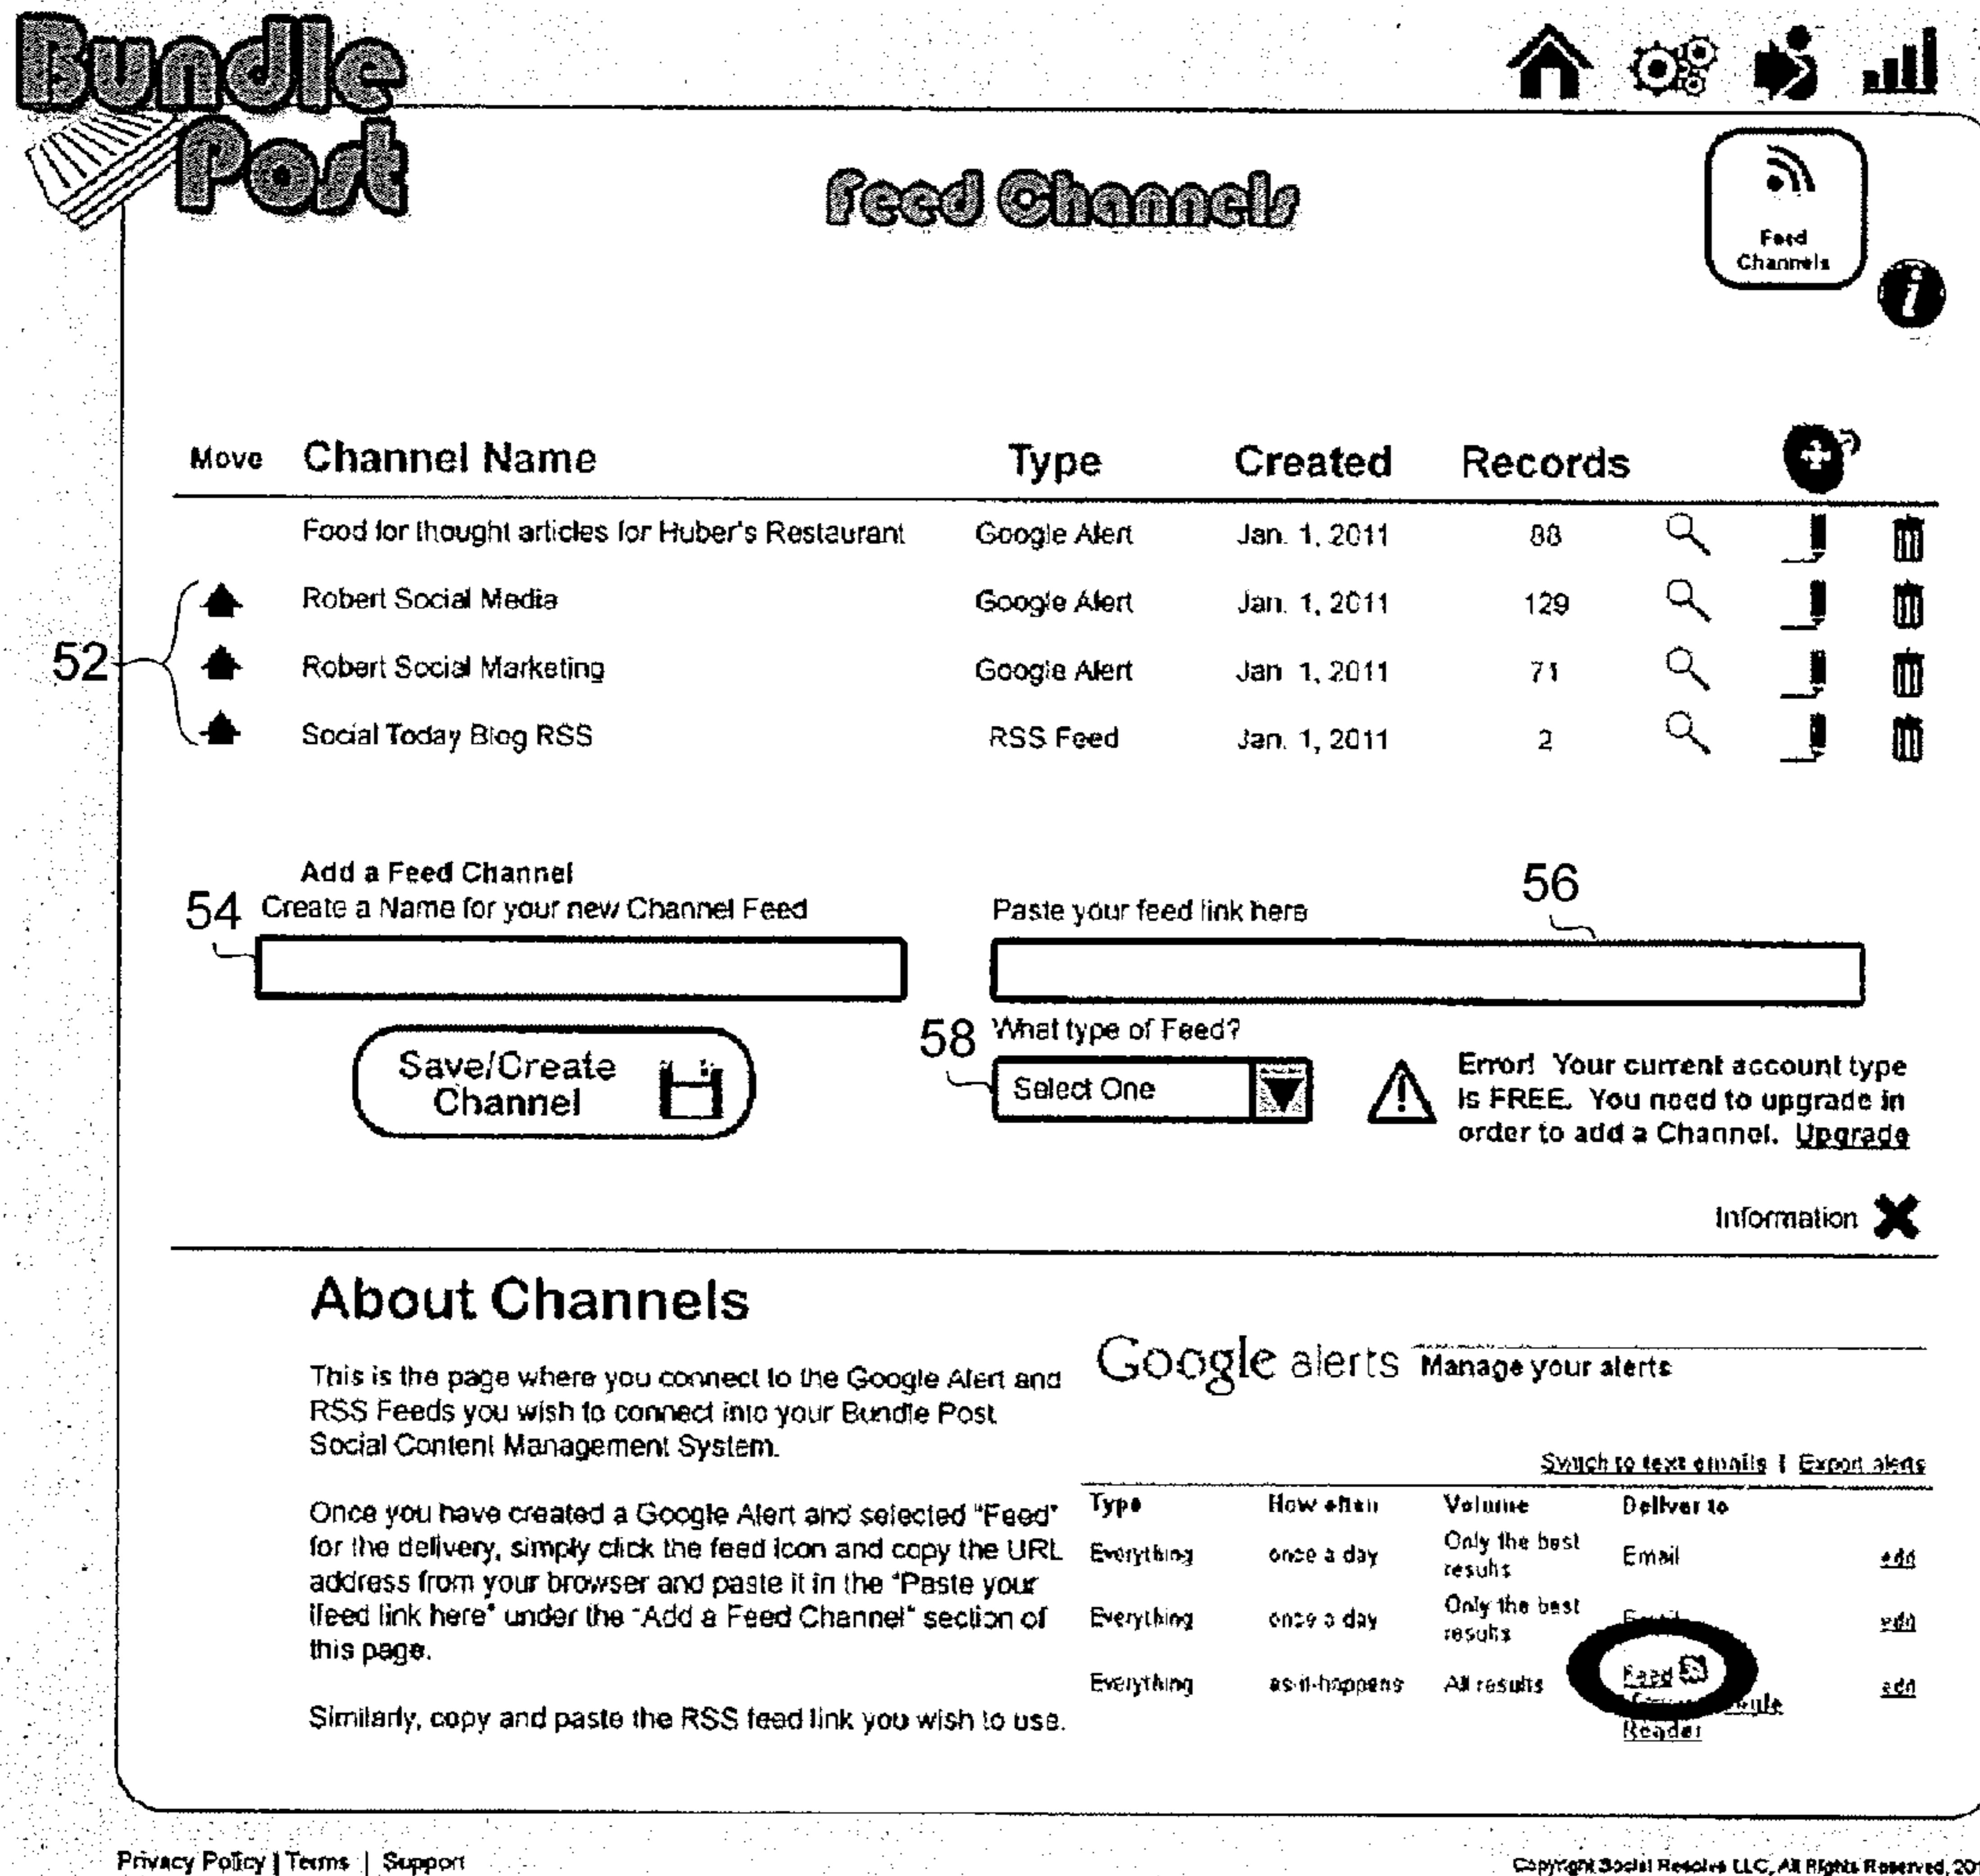 Bundle
Post
Feed Channels
Feed
Channels
Move Channel Name Type Created Records
Food for thought articles for Huber's Restaurant Google Alert Jan. 1, 2011 88
Robert Social Media Google Alert Jan. 1, 2011 129
52
Robert Social Marketing Google Alert Jan 1, 2011 71
Social Today Blog RSS RSS Feed Jan. 1, 2011 2
Add a Feed Channel
54 Create a Name for your new Channel Feed
Paste your feed link here
56
Save/Create
Channel
58 What type of Feed?
Select One
Error! Your current account type
is FREE. You need to upgrade in
order to add a Channel. Upgrade
Information
About Channels
This is the page where you connect to the Google Alert and
RSS Feeds you wish to connect into your Bundle Post
Social Content Management System.
Once you have created a Google Alert and selected "Feed"
for the delivery, simply click the feed icon and copy the URL
address from your browser and paste it in the "Paste your
lfeed link here" under the "Add a Feed Channel" section of
this page.
Similarly, copy and paste the RSS feed link you wish to use.
Google alerts Manage your alerts
Switch to text emails | Export alerts
Type How often Volume Deliver to
Everything once a day Only the best
results Email edit
Everything once a day Only the best
results Email edit
Everything as-it-happens All results Feed edit
Reader
Privacy Policy | Terms | Support
Copyright Social Resolve LLC, All Rights Reserved, 20